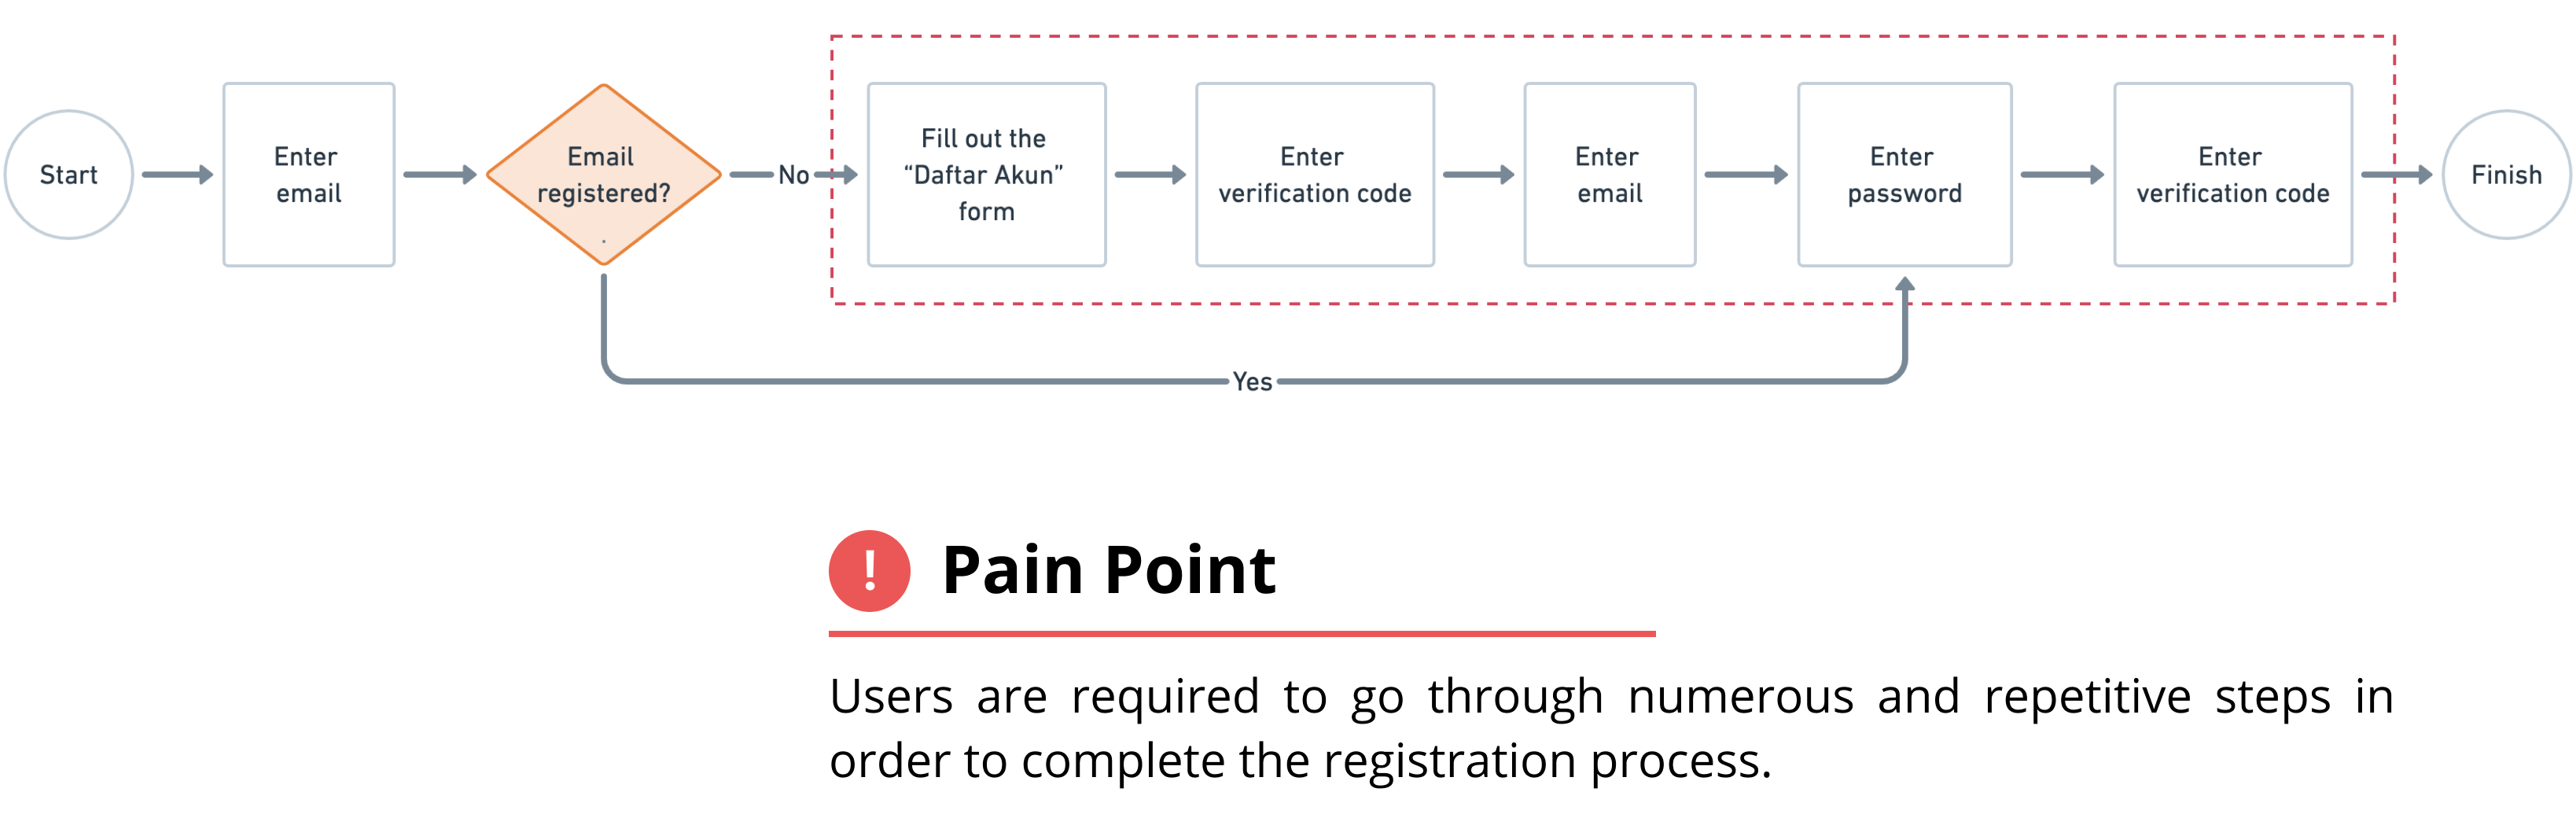 Start
Enter
email
Email
registered?
.
No
Fill out the
“Daftar Akun”
form
Enter
verification code
Enter
email
Enter
password
Enter
verification code
Finish
Yes
!
Pain Point
Users are required to go through numerous and repetitive steps in
order to complete the registration process.